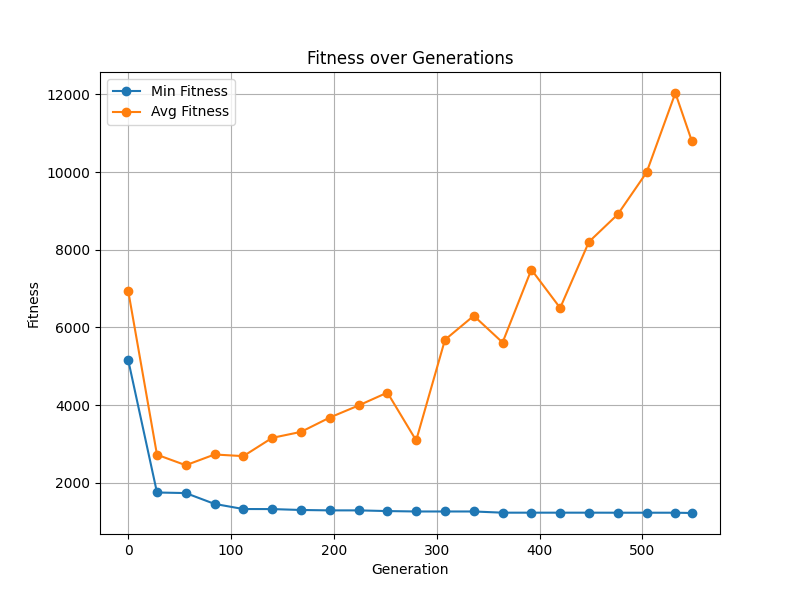 Fitness over Generations
Min Fitness
Avg Fitness
12000
10000
8000
6000
4000
2000
Fitness
0 100 200 300 400 500
Generation